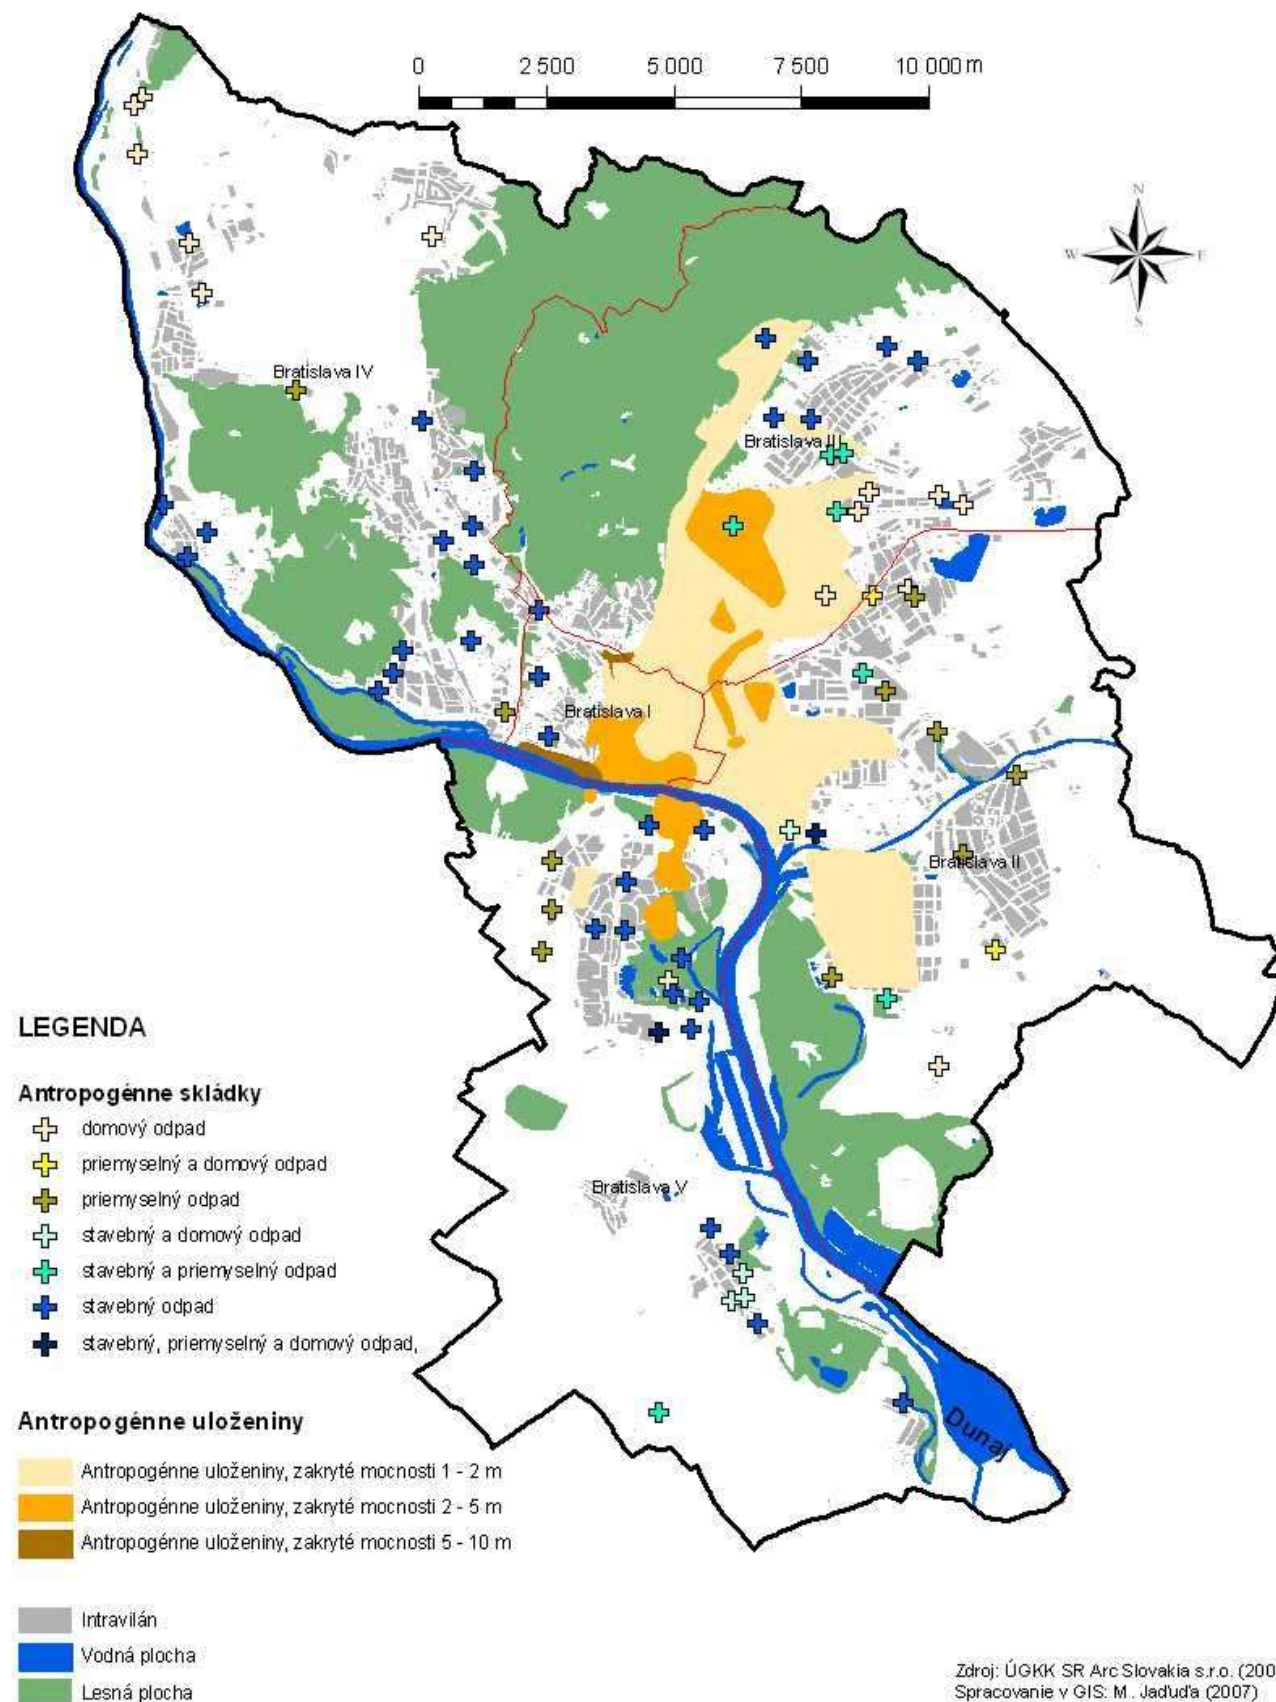 0 2 500 5 000 7 500 10 000 m
N
W E
S
Bratislava IV
Bratislava III
Bratislava I
Bratislava II
Bratislava V
Dunaj
LEGENDA
Antropogénne skládky
domový odpad
priemyselný a domový odpad
priemyselný odpad
stavebný a domový odpad
stavebný a priemyselný odpad
stavebný odpad
stavebný, priemyselný a domový odpad,
Antropogénne uloženiny
Antropogénne uloženiny, zakryté mocnosti 1 - 2 m
Antropogénne uloženiny, zakryté mocnosti 2 - 5 m
Antropogénne uloženiny, zakryté mocnosti 5 - 10 m
Intravilán
Vodná plocha
Lesná plocha
Zdroj: ÚGKK SR Arc Slovakia s.r.o. (200
Spracovanie v GIS: M. Jaďuďa (2007)